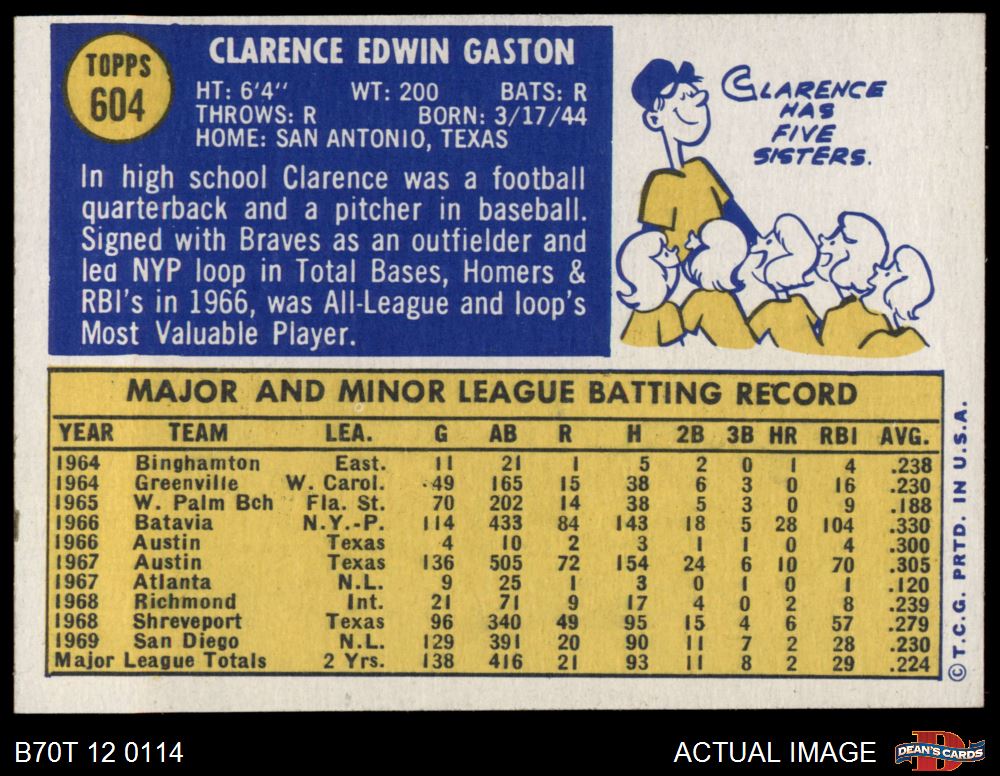 TOPPS
604
CLARENCE EDWIN GASTON
HT: 6'4" WT: 200 BATS: R
THROWS: R BORN: 3/17/44
HOME: SAN ANTONIO, TEXAS
In high school Clarence was a football
quarterback and a pitcher in baseball.
Signed with Braves as an outfielder and
led NYP loop in Total Bases, Homers &
RBI's in 1966, was All-League and loop's
Most Valuable Player.
CLARENCE
HAS
FIVE
SISTERS.
MAJOR AND MINOR LEAGUE BATTING RECORD
YEAR TEAM LEA. G AB R H 2B 3B HR RBI AVG.
1964 Binghamton East. 11 21 1 5 2 0 1 4 .238
1964 Greenville W. Carol. 49 165 15 38 6 3 0 16 .230
1965 W. Palm Bch Fla. St. 70 202 14 38 5 3 0 9 .188
1966 Batavia N.Y.-P. 114 433 84 143 18 5 28 104 .330
1966 Austin Texas 4 10 2 3 1 1 0 4 .300
1967 Austin Texas 136 505 72 154 24 6 10 70 .305
1967 Atlanta N.L. 9 25 1 3 0 1 0 1 .120
1968 Richmond Int. 21 71 9 17 4 0 2 8 .239
1968 Shreveport Texas 96 340 49 95 15 4 6 57 .279
1969 San Diego N.L. 129 391 20 90 11 7 2 28 .230
Major League Totals 2 Yrs. 138 416 21 93 11 8 2 29 .224
© T.C.G. PRTD. IN U.S.A.
B70T 12 0114
ACTUAL IMAGE
D
DEAN'S CARDS